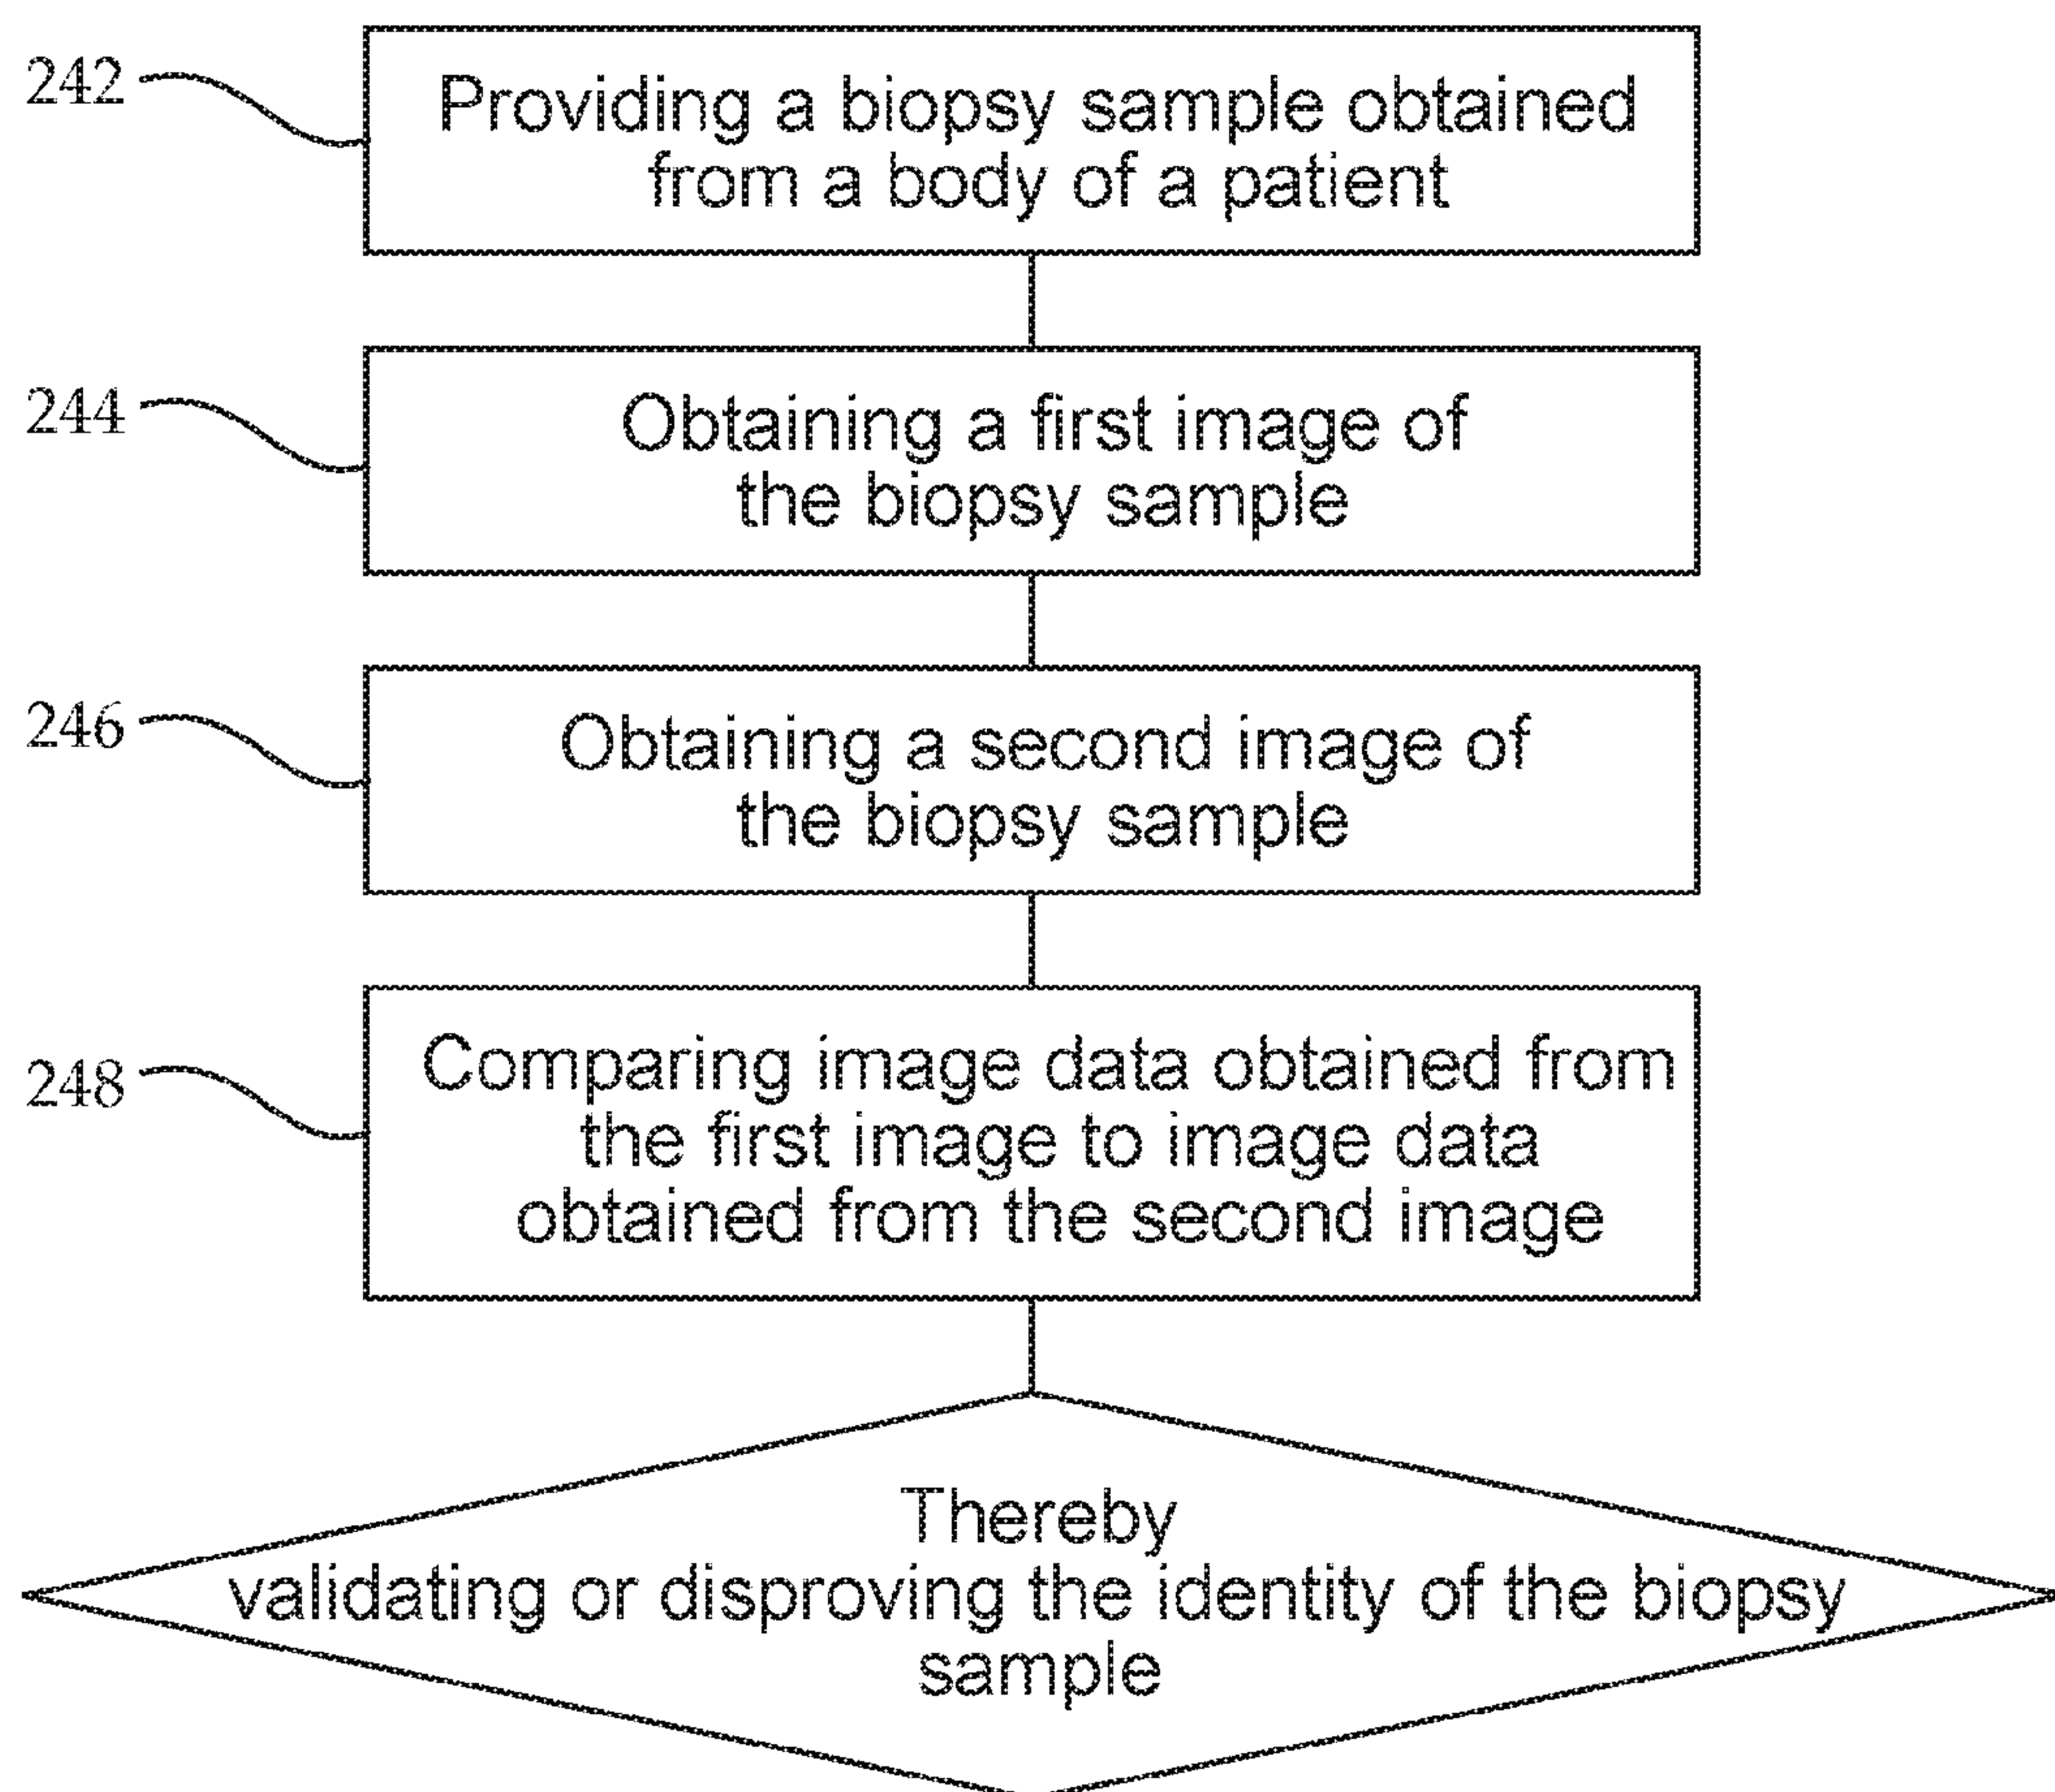 242
Providing a biopsy sample obtained
from a body of a patient
244
Obtaining a first image of
the biopsy sample
246
Obtaining a second image of
the biopsy sample
248
Comparing image data obtained from
the first image to image data
obtained from the second image
Thereby
validating or disproving the identity of the biopsy
sample